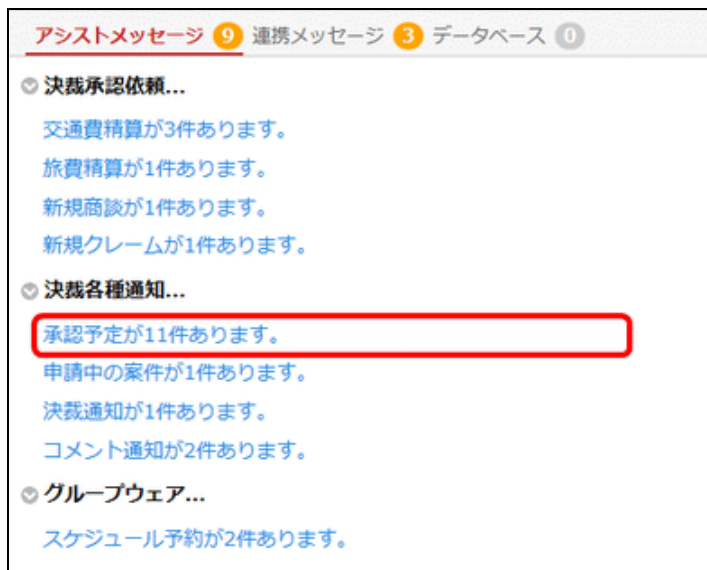 アシストメッセージ 9 連携メッセージ 3 データベース 0
決裁承認依頼...
交通費精算が3件あります。
旅費精算が1件あります。
新規商談が1件あります。
新規クレームが1件あります。
決裁各種通知...
承認予定が11件あります。
申請中の案件が1件あります。
決裁通知が1件あります。
コメント通知が2件あります。
グループウェア...
スケジュール予約が2件あります。